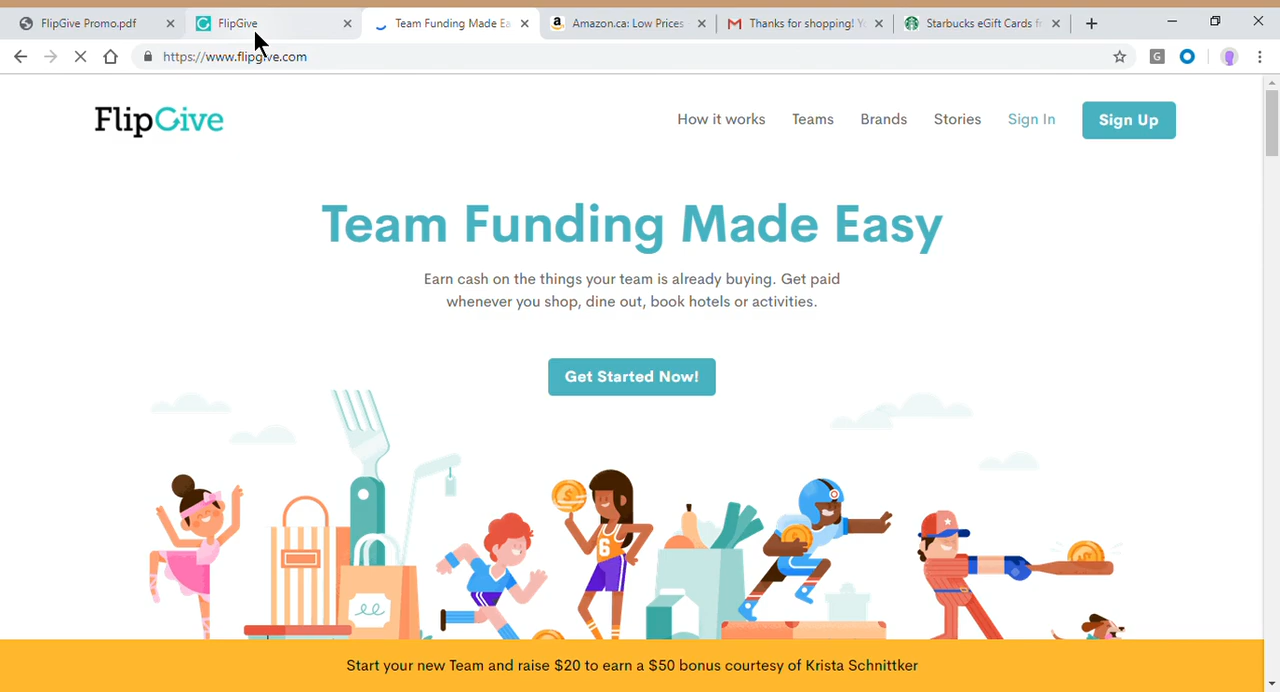 FlipGive Promo.pdf
FlipGive
Team Funding Made Ea
Amazon.ca: Low Prices
Thanks for shopping! Y
Starbucks eGift Cards fr
https://www.flipgive.com
G
FlipGive
How it works
Teams
Brands
Stories
Sign In
Sign Up
Team Funding Made Easy
Earn cash on the things your team is already buying. Get paid
whenever you shop, dine out, book hotels or activities.
Get Started Now!
6
Start your new Team and raise $20 to earn a $50 bonus courtesy of Krista Schnittker